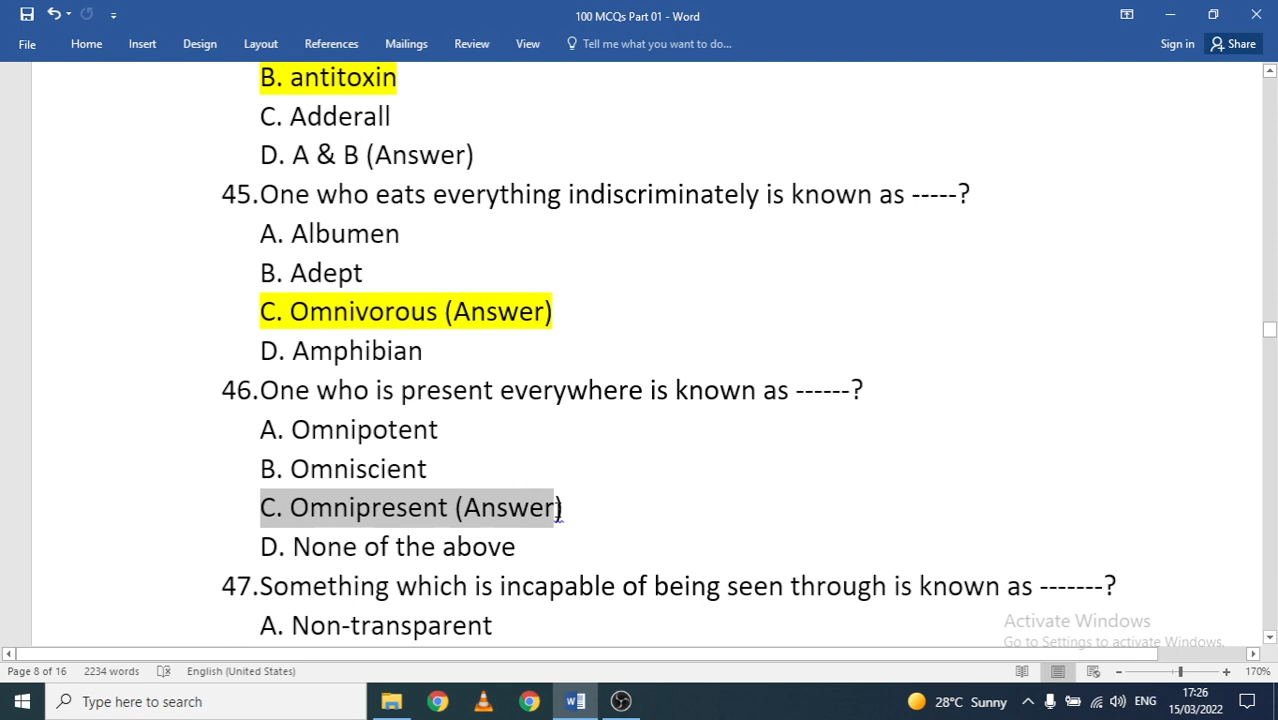 100 MCQs Part 01 - Word
File Home Insert Design Layout References Mailings Review View Tell me what you want to do... Sign in Share
B. antitoxin
C. Adderall
D. A & B (Answer)
45.One who eats everything indiscriminately is known as -----?
A. Albumen
B. Adept
C. Omnivorous (Answer)
D. Amphibian
46.One who is present everywhere is known as ------?
A. Omnipotent
B. Omniscient
C. Omnipresent (Answer)
D. None of the above
47.Something which is incapable of being seen through is known as -------?
A. Non-transparent
Activate Windows
Go to Settings to activate Windows.
Page 8 of 16 2234 words English (United States) 170%
Type here to search 28°C Sunny ENG 17:26
15/03/2022